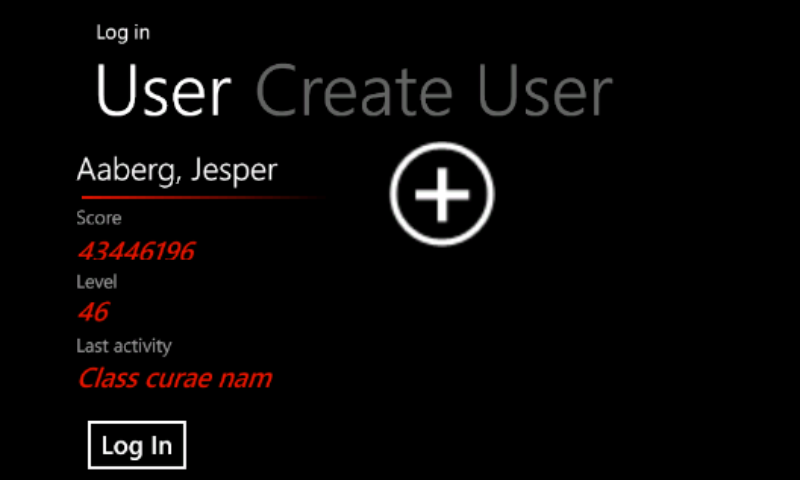 Log in
User Create User
Aaberg, Jesper
Score
43446196
Level
46
Last activity
Class curae nam
Log In